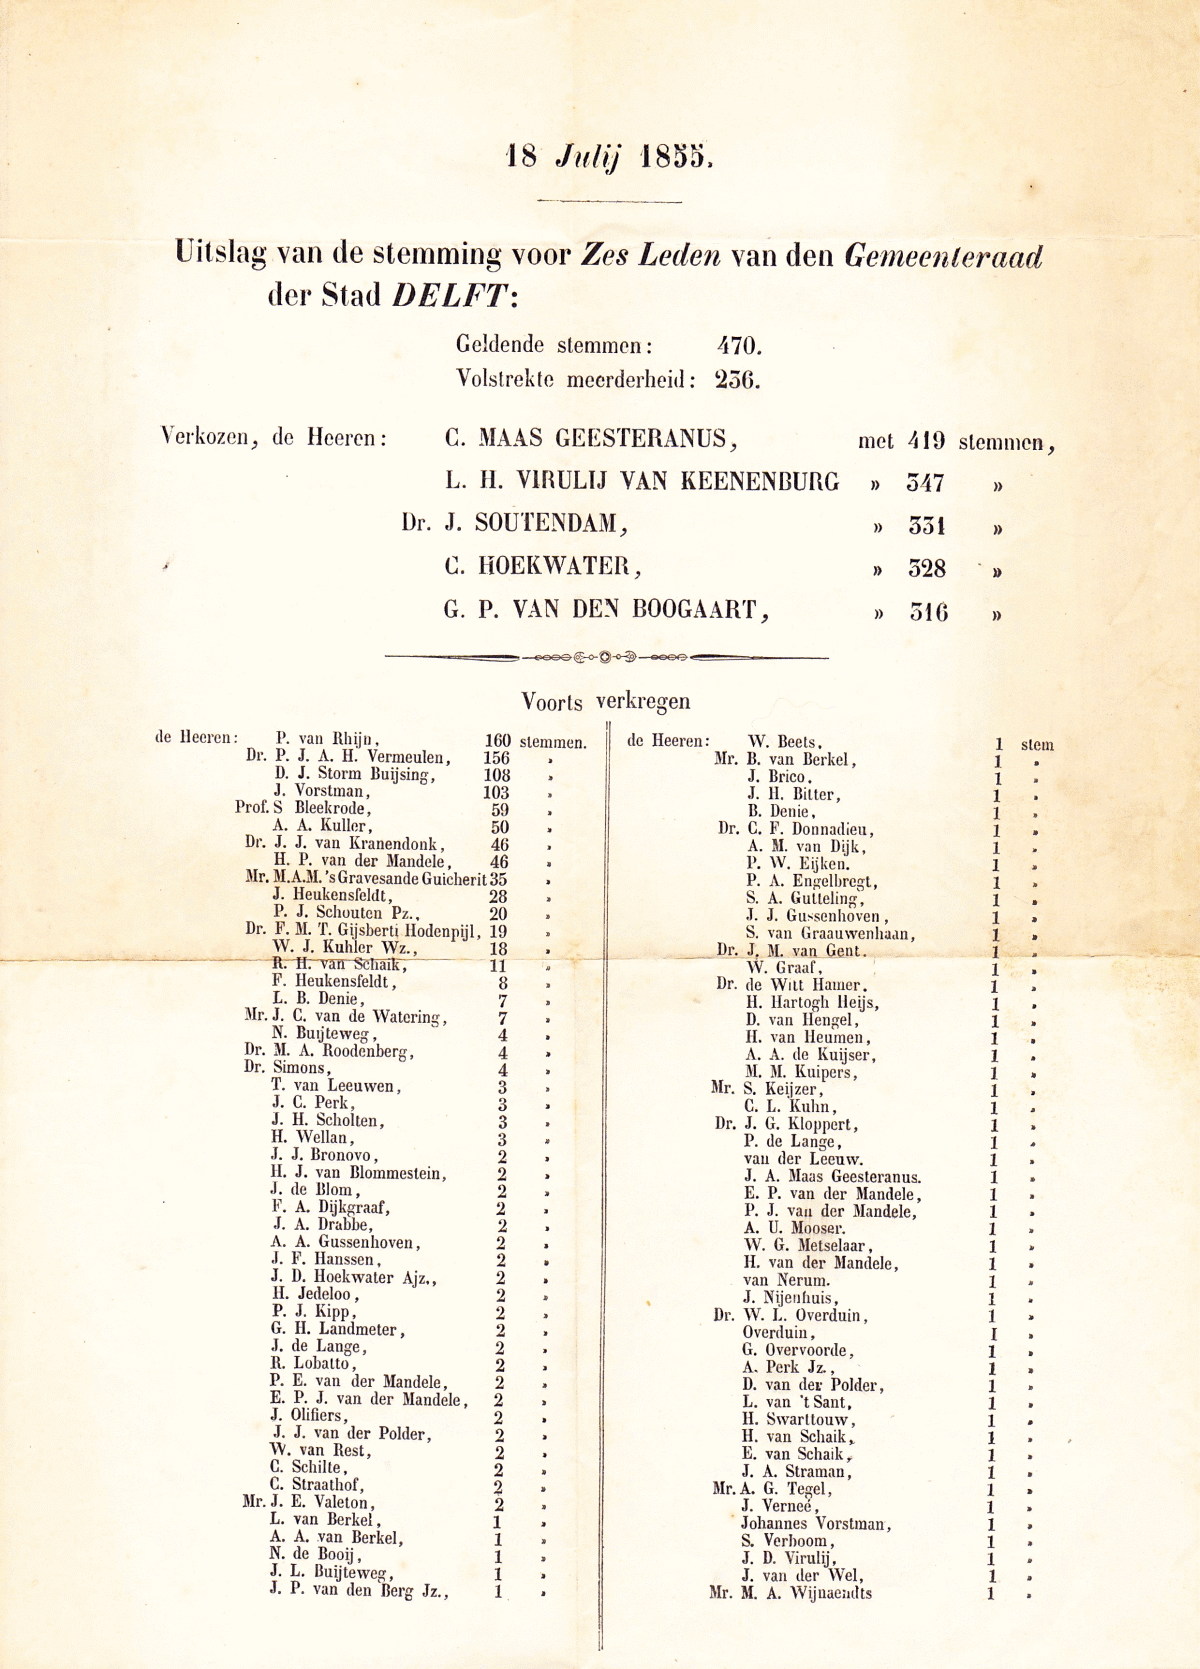 18 Julij 1855.
Uitslag van de stemming voor Zes Leden van den Gemeenteraad
der Stad DELFT:
Geldende stemmen: 470.
Volstrekte meerderheid: 236.
Verkozen, de Heeren: C. MAAS GEESTERANUS, met 419 stemmen,
L. H. VIRULIJ VAN KEENENBURG » 347 »
Dr. J. SOUTENDAM, » 331 »
C. HOEKWATER, » 328 »
G. P. VAN DEN BOOGAART, » 316 »
Voorts verkregen
de Heeren: P. van Rhijn, 160 stemmen.
Dr. P. J. A. H. Vermeulen, 156 »
D. J. Storm Buijsing, 108 »
J. Vorstman, 103 »
Prof. S Bleekrode, 59 »
A. A. Kuller, 50 »
Dr. J. J. van Kranendonk, 46 »
H. P. van der Mandele, 46 »
Mr. M.A.M. 's Gravesande Guicherit 35 »
J. Heukensfeldt, 28 »
P. J. Schouten Pz., 20 »
Dr. F. M. T. Gijsberti Hodenpijl, 19 »
W. J. Kuhler Wz., 18 »
R. H. van Schaik, 11 »
F. Heukensfeldt, 8 »
L. B. Denie, 7 »
Mr. J. C. van de Watering, 7 »
N. Buijteweg, 4 »
Dr. M. A. Roodenberg, 4 »
Dr. Simons, 4 »
T. van Leeuwen, 3 »
J. C. Perk, 3 »
J. H. Scholten, 3 »
H. Wellan, 3 »
J. J. Bronovo, 2 »
H. J. van Blommestein, 2 »
J. de Blom, 2 »
F. A. Dijkgraaf, 2 »
J. A. Drabbe, 2 »
A. A. Gussenhoven, 2 »
J. F. Hanssen, 2 »
J. D. Hoekwater Ajz., 2 »
H. Jedeloo, 2 »
P. J. Kipp, 2 »
G. H. Landmeter, 2 »
J. de Lange, 2 »
R. Lobatto, 2 »
P. E. van der Mandele, 2 »
E. P. J. van der Mandele, 2 »
J. Olifiers, 2 »
J. J. van der Polder, 2 »
W. van Rest, 2 »
C. Schilte, 2 »
C. Straathof, 2 »
Mr. J. E. Valeton, 2 »
L. van Berkel, 1 »
A. A. van Berkel, 1 »
N. de Booij, 1 »
J. L. Buijteweg, 1 »
J. P. van den Berg Jz., 1 »
de Heeren: W. Beets, 1 stem
Mr. B. van Berkel, 1 »
J. Brico, 1 »
J. H. Bitter, 1 »
B. Denie, 1 »
Dr. C. F. Donnadieu, 1 »
A. M. van Dijk, 1 »
P. W. Eijken. 1 »
P. A. Engelbregt, 1 »
S. A. Gutteling, 1 »
J. J. Gussenhoven, 1 »
S. van Graauwenhaan, 1 »
Dr. J. M. van Gent. 1 »
W. Graaf, 1 »
Dr. de Witt Hamer. 1 »
H. Hartogh Heijs, 1 »
D. van Hengel, 1 »
H. van Heumen, 1 »
A. A. de Kuijser, 1 »
M. M. Kuipers, 1 »
Mr. S. Keijzer, 1 »
C. L. Kuhn, 1 »
Dr. J. G. Kloppert, 1 »
P. de Lange, 1 »
van der Leeuw. 1 »
J. A. Maas Geesteranus. 1 »
E. P. van der Mandele, 1 »
P. J. van der Mandele, 1 »
A. U. Mooser. 1 »
W. G. Metselaar, 1 »
H. van der Mandele, 1 »
van Nerum. 1 »
J. Nijenhuis, 1 »
Dr. W. L. Overduin, 1 »
Overduin, 1 »
G. Overvoorde, 1 »
A. Perk Jz., 1 »
D. van der Polder, 1 »
L. van 't Sant, 1 »
H. Swarttouw, 1 »
H. van Schaik, 1 »
E. van Schaik, 1 »
J. A. Straman, 1 »
Mr. A. G. Tegel, 1 »
J. Verneé, 1 »
Johannes Vorstman, 1 »
S. Verboom, 1 »
J. D. Virulij, 1 »
J. van der Wel, 1 »
Mr. M. A. Wijnaendts 1 »